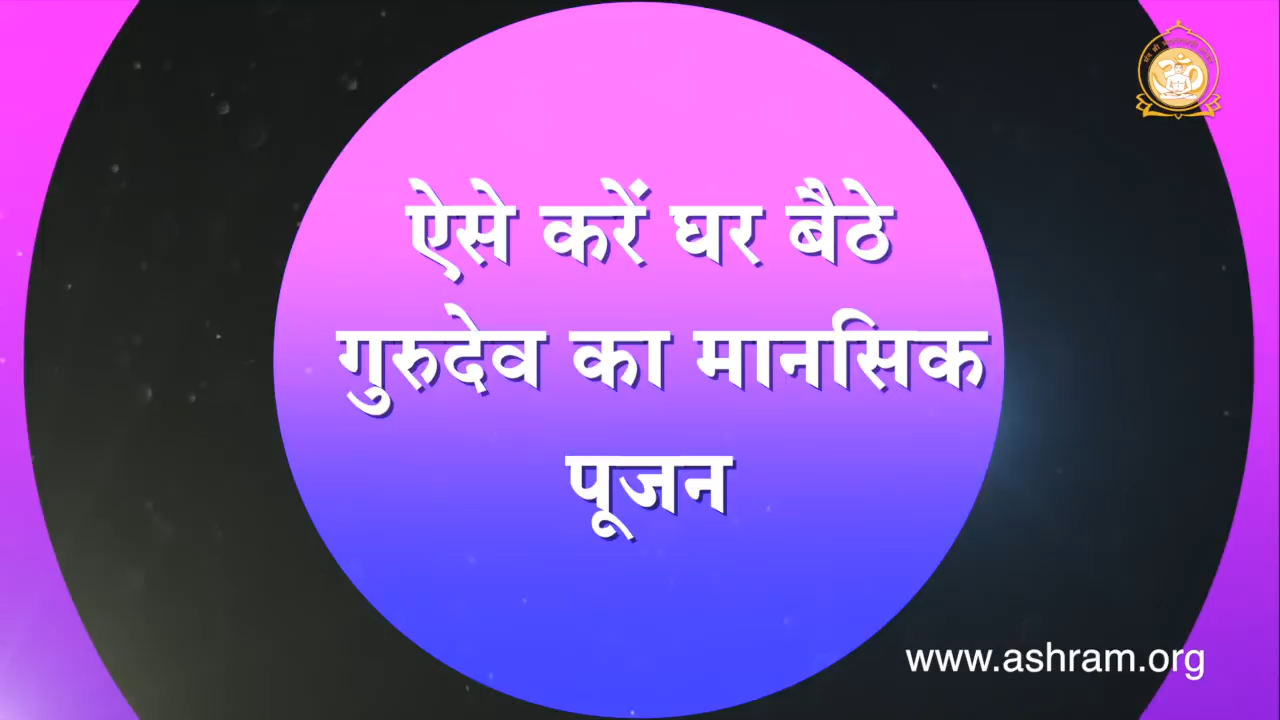 ऐसे करें घर बैठे
गुरुदेव का मानसिक
पूजन
www.ashram.org